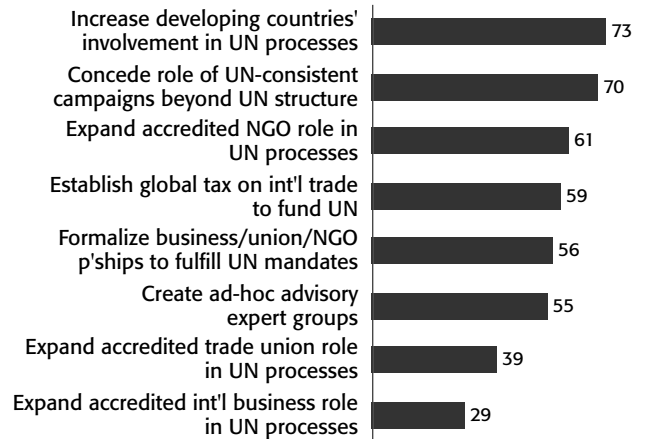 Increase developing countries'
involvement in UN processes
73
Concede role of UN-consistent
campaigns beyond UN structure
70
Expand accredited NGO role in
UN processes
61
Establish global tax on int'l trade
to fund UN
59
Formalize business/union/NGO
p'ships to fulfill UN mandates
56
Create ad-hoc advisory
expert groups
55
Expand accredited trade union role
in UN processes
39
Expand accredited int'l business role
in UN processes
29